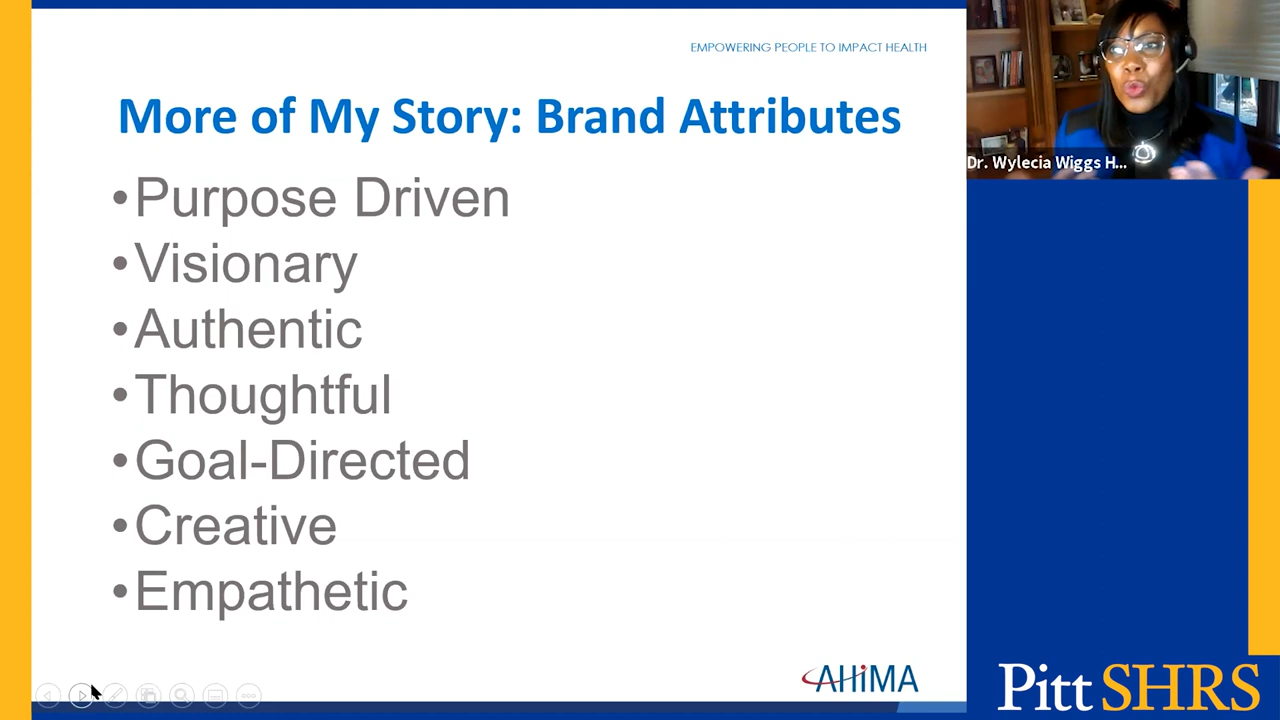 EMPOWERING PEOPLE TO IMPACT HEALTH
More of My Story: Brand Attributes
•Purpose Driven
•Visionary
•Authentic
•Thoughtful
•Goal-Directed
•Creative
•Empathetic
AHiMA
Dr. Wylecia Wiggs H...
Pitt SHRS